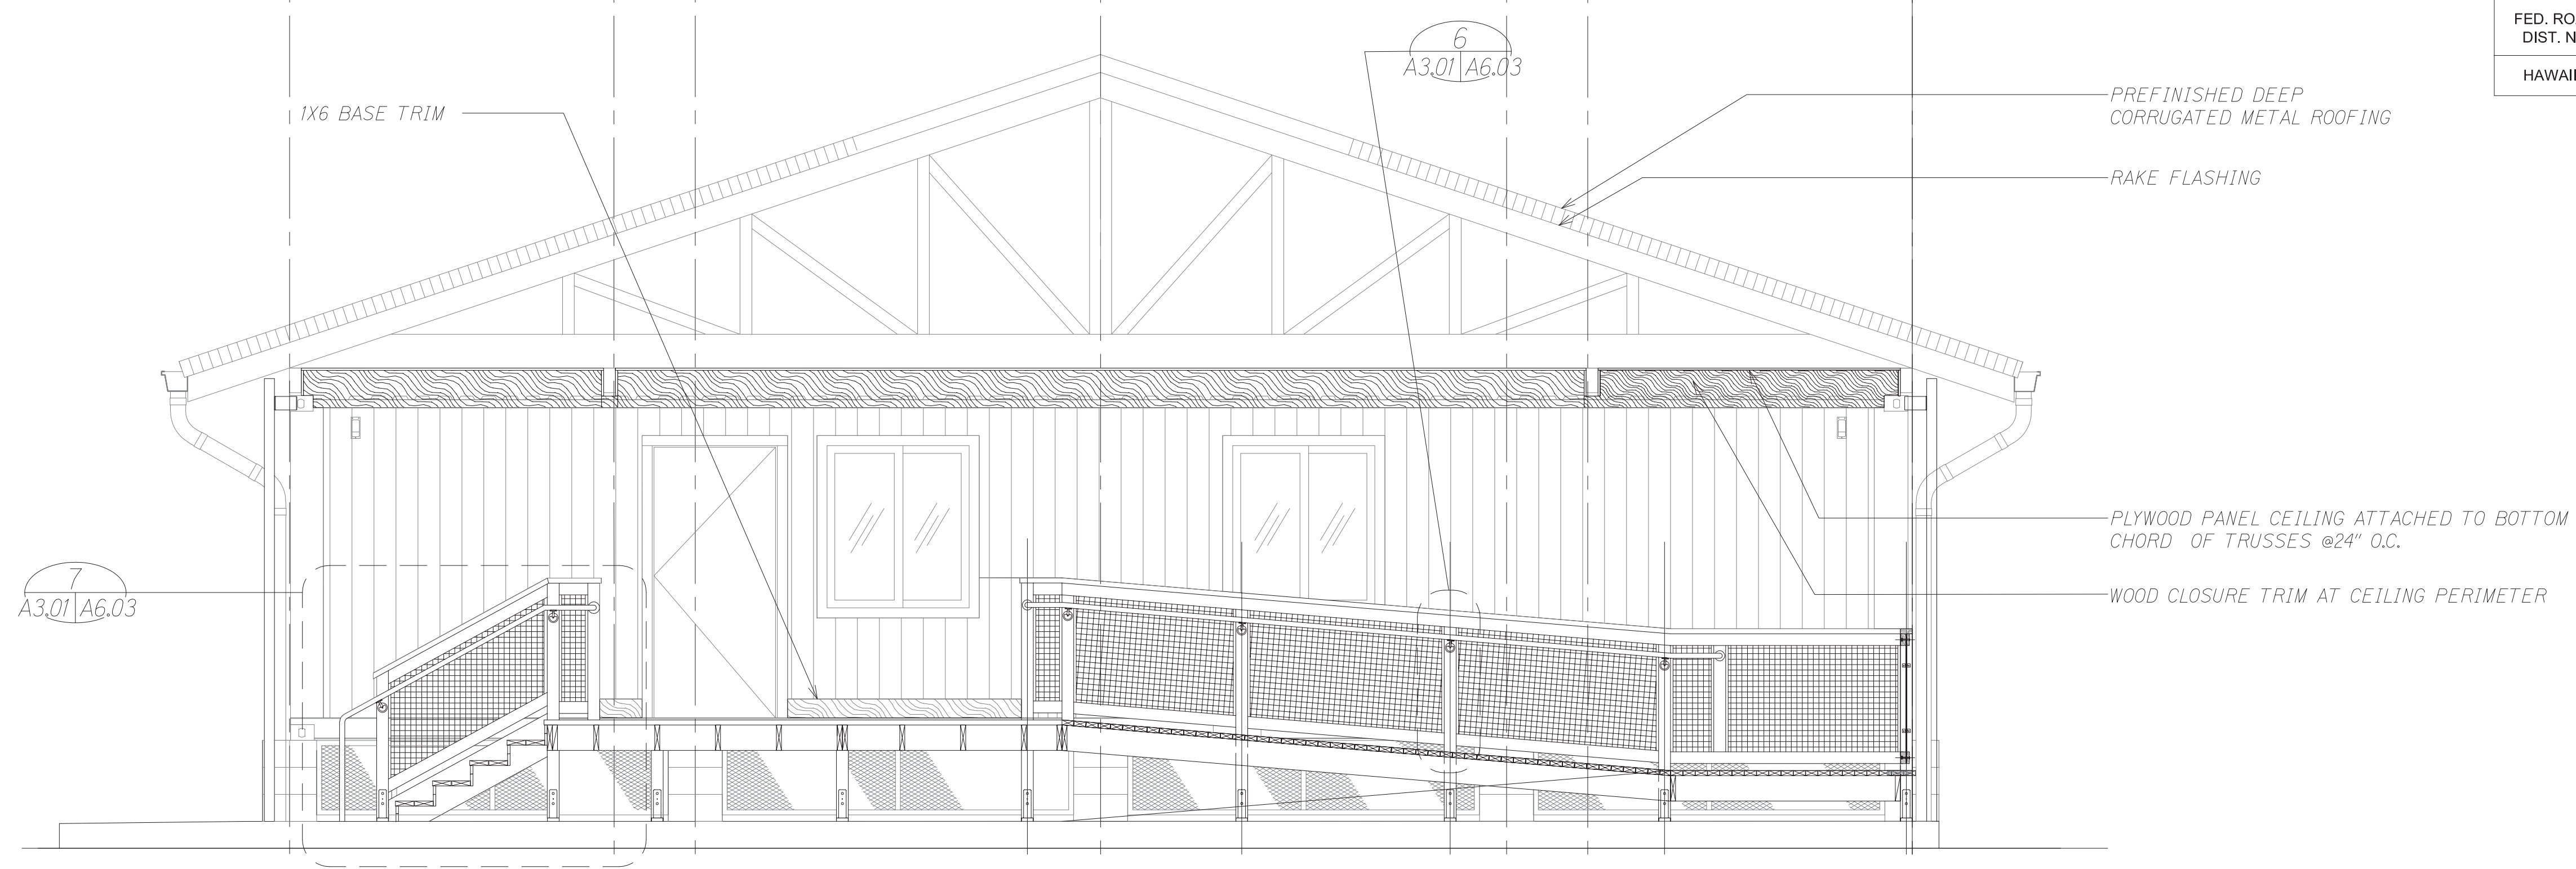 FED. RO
DIST. N
HAWAII
6
A3.01 A6.03
1X6 BASE TRIM
PREFINISHED DEEP
CORRUGATED METAL ROOFING
RAKE FLASHING
PLYWOOD PANEL CEILING ATTACHED TO BOTTOM
CHORD OF TRUSSES @24" O.C.
7
A3.01 A6.03
WOOD CLOSURE TRIM AT CEILING PERIMETER